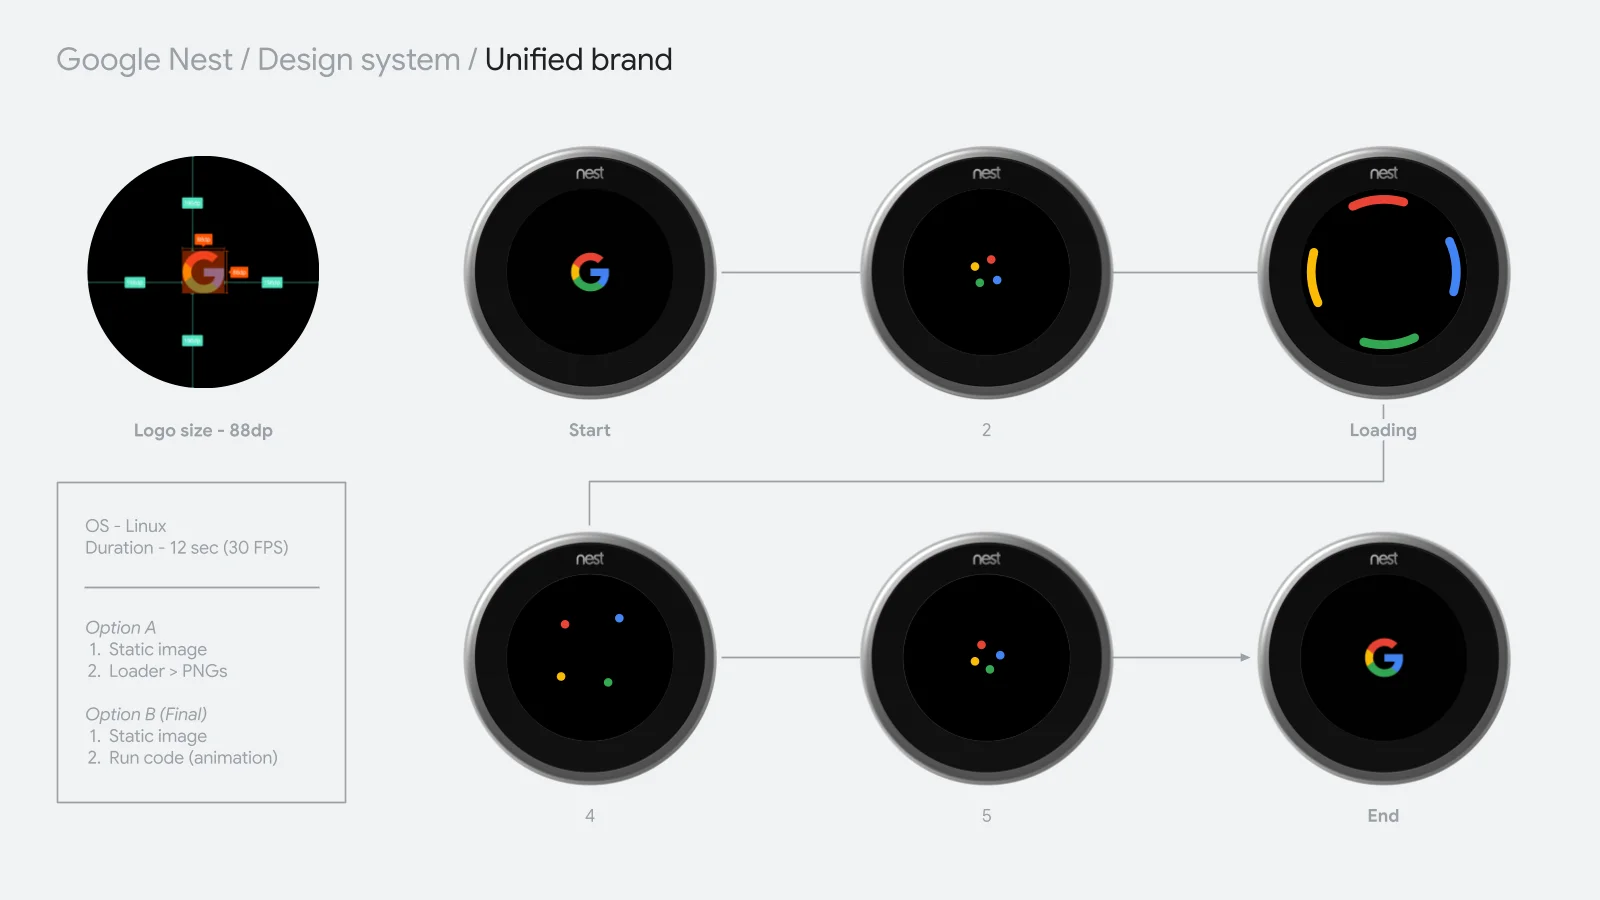 Google Nest / Design system / Unified brand
nest
nest
nest
Logo size - 88dp
Start
2
Loading
OS - Linux
Duration - 12 sec (30 FPS)
Option A
1. Static image
2. Loader > PNGs
Option B (Final)
1. Static image
2. Run code (animation)
nest
nest
nest
4
5
End